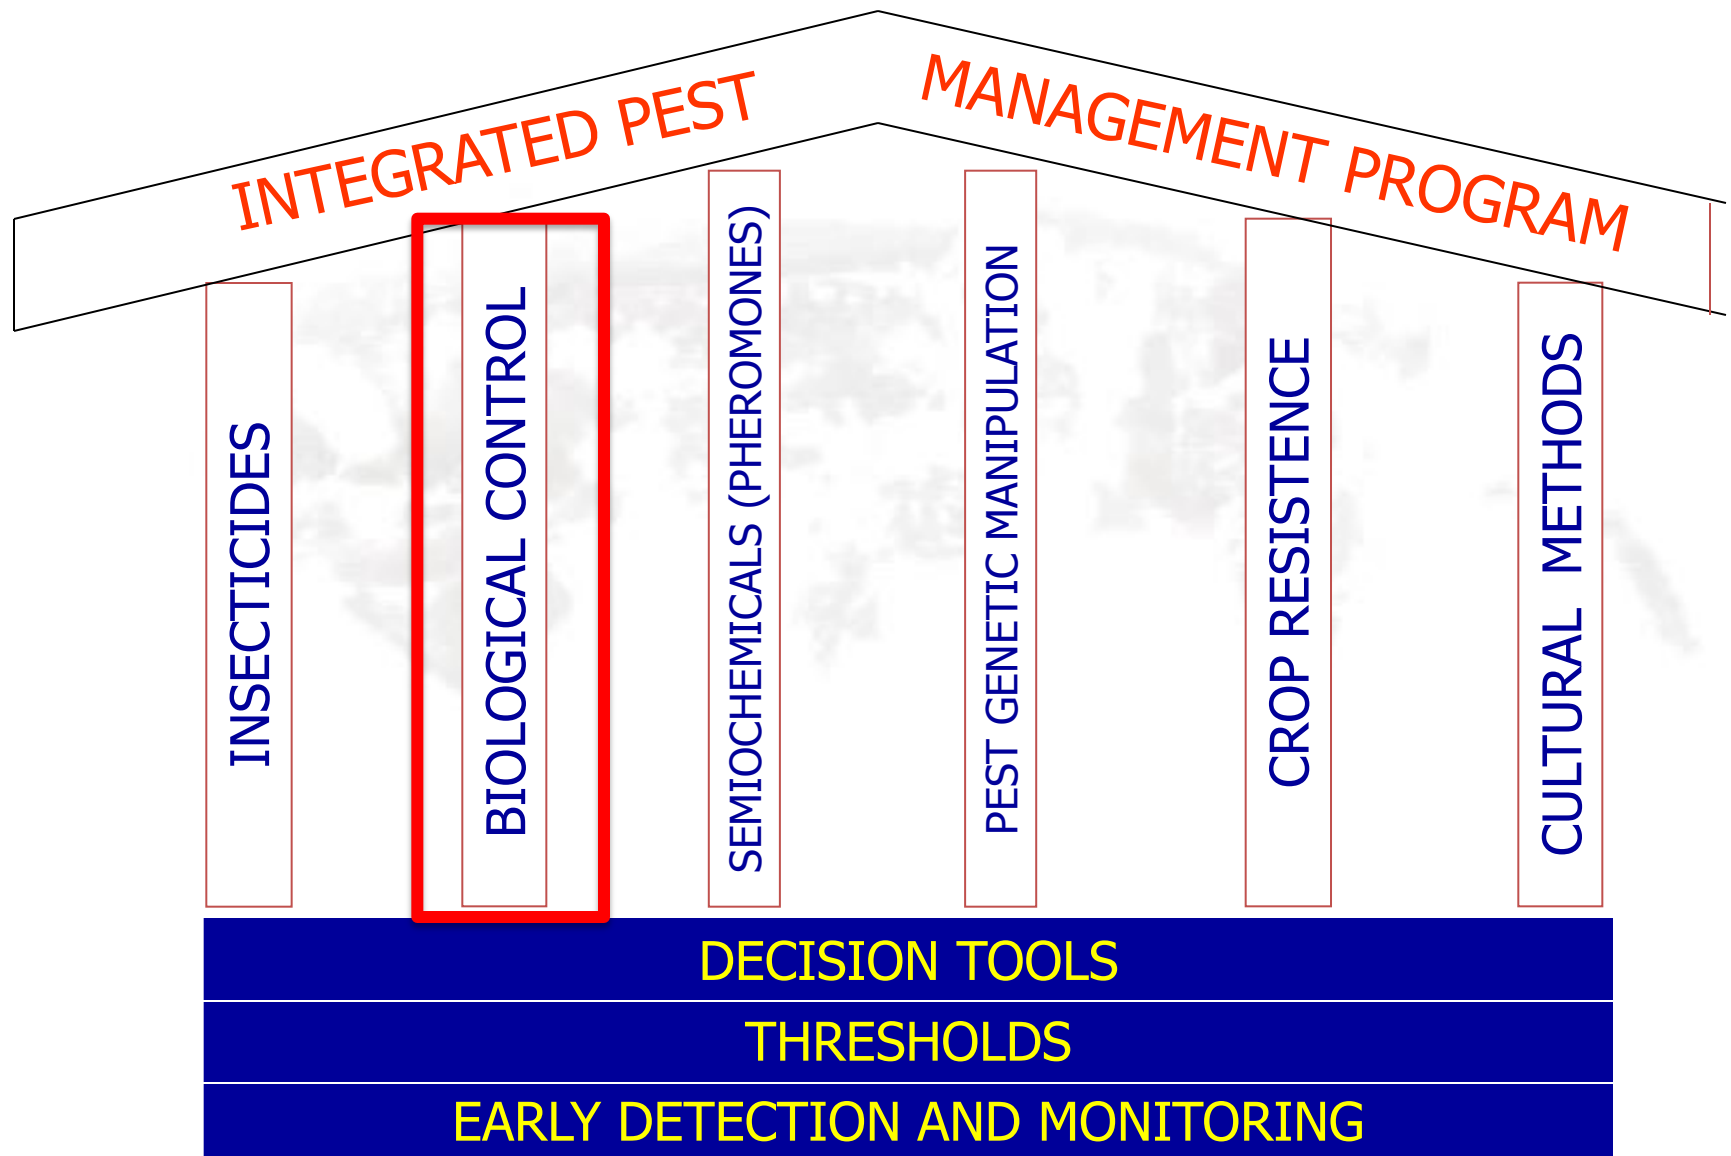 INTEGRATED PEST
MANAGEMENT PROGRAM
INSECTICIDES
BIOLOGICAL CONTROL
SEMIOCHEMICALS (PHEROMONES)
PEST GENETIC MANIPULATION
CROP RESISTENCE
CULTURAL METHODS
DECISION TOOLS
THRESHOLDS
EARLY DETECTION AND MONITORING